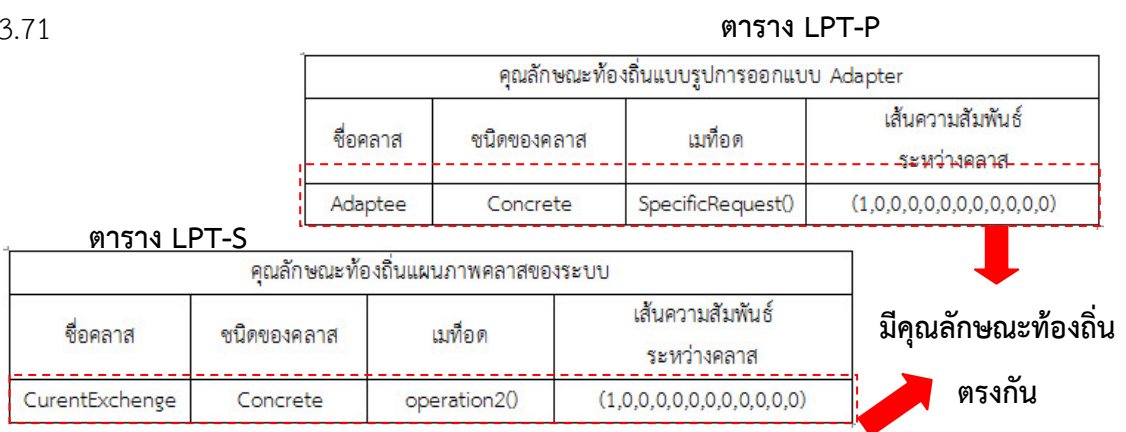 3.71
ตาราง LPT-P
คุณลักษณะท้องถิ่นแบบรูปการออกแบบ Adapter
ชื่อคลาส ชนิดของคลาส เมท็อด เส้นความสัมพันธ์
ระหว่างคลาส
Adaptee Concrete SpecificRequest() (1,0,0,0,0,0,0,0,0,0,0,0)
ตาราง LPT-S
คุณลักษณะท้องถิ่นแผนภาพคลาสของระบบ
ชื่อคลาส ชนิดของคลาส เมท็อด เส้นความสัมพันธ์
ระหว่างคลาส
CurentExchenge Concrete operation2() (1,0,0,0,0,0,0,0,0,0,0,0)
มีคุณลักษณะท้องถิ่น
ตรงกัน